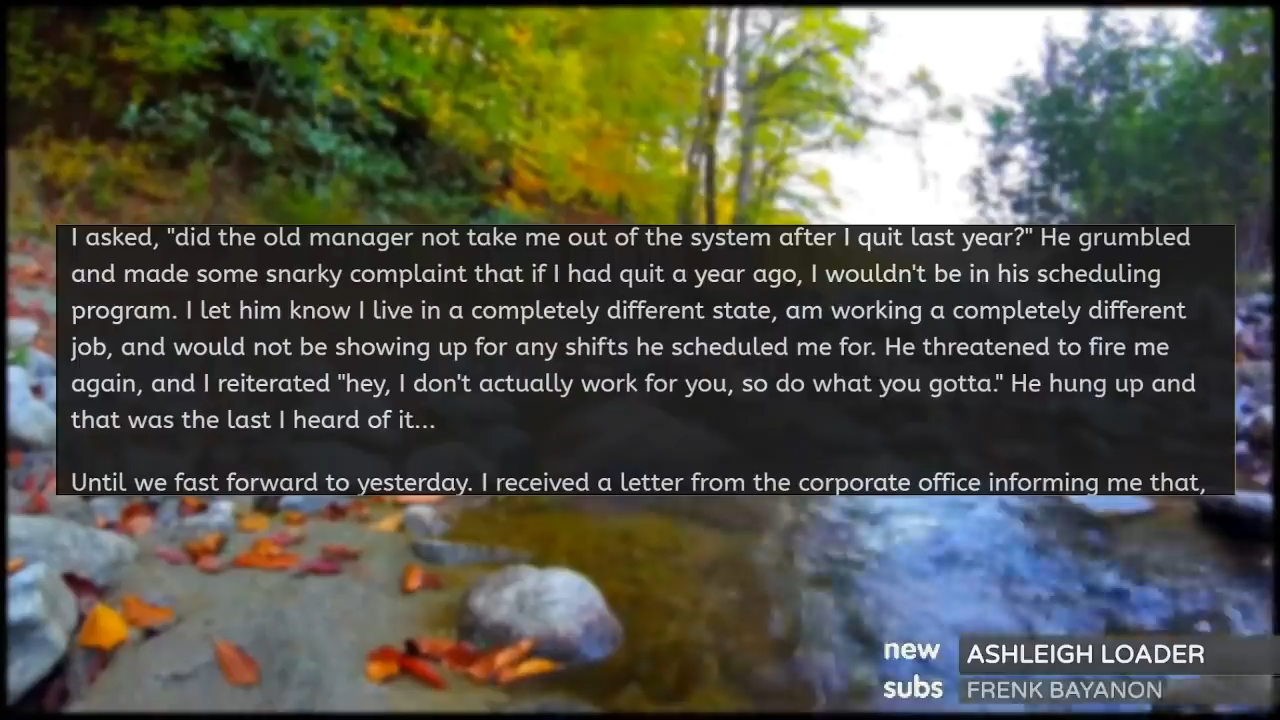 I asked, "did the old manager not take me out of the system after I quit last year?" He grumbled
and made some snarky complaint that if I had quit a year ago, I wouldn't be in his scheduling
program. I let him know I live in a completely different state, am working a completely different
job, and would not be showing up for any shifts he scheduled me for. He threatened to fire me
again, and I reiterated "hey, I don't actually work for you, so do what you gotta." He hung up and
that was the last I heard of it...
Until we fast forward to yesterday. I received a letter from the corporate office informing me that,
new
ASHLEIGH LOADER
subs
FRENK BAYANON